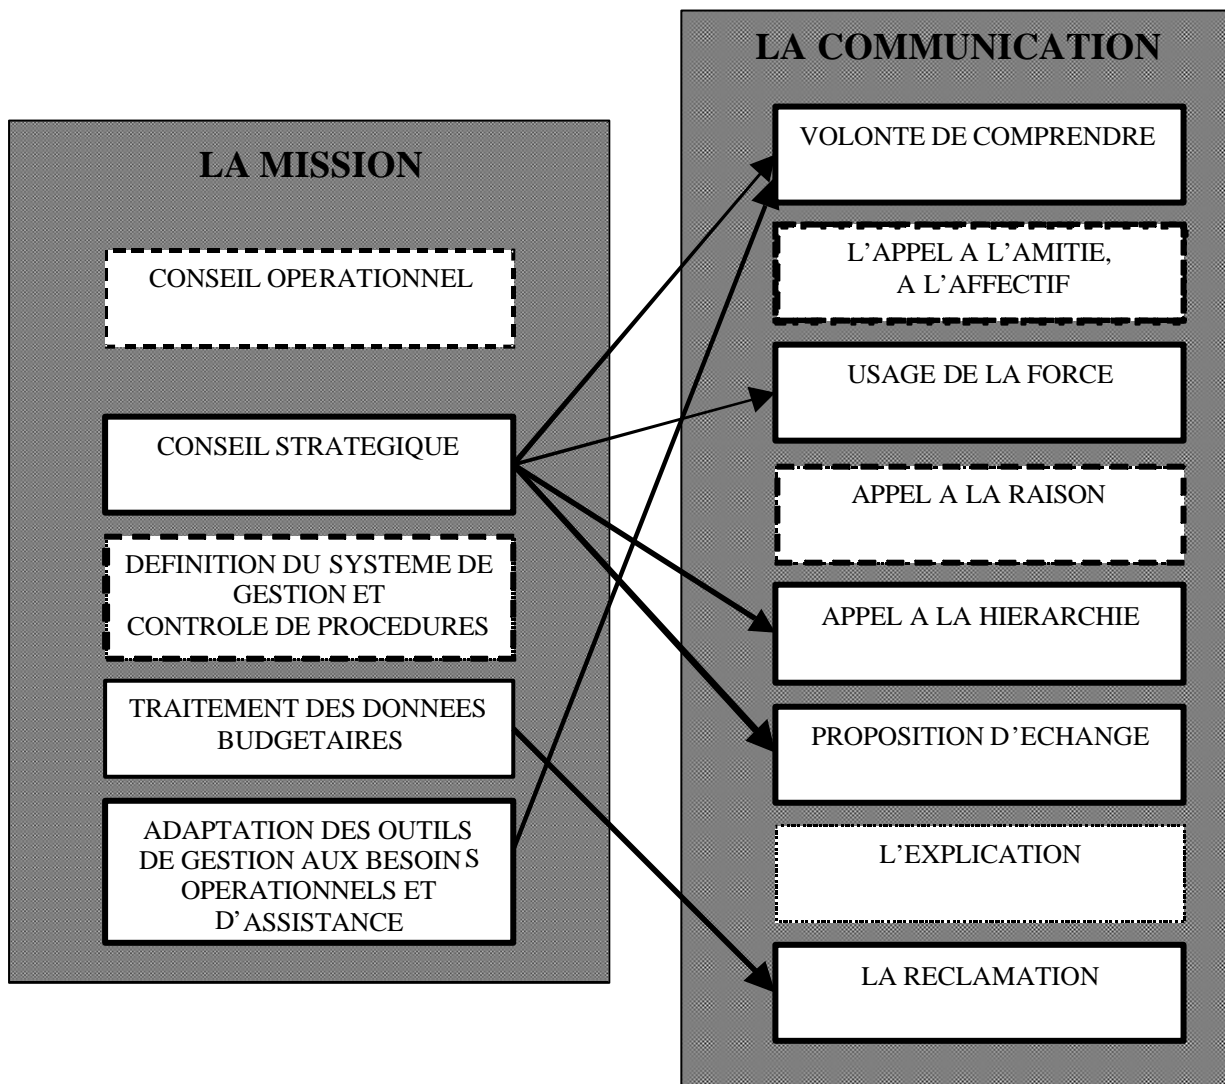 LA MISSION
CONSEIL OPERATIONNEL
CONSEIL STRATEGIQUE
DEFINITION DU SYSTEME DE
GESTION ET
CONTROLE DE PROCEDURES
TRAITEMENT DES DONNEES
BUDGETAIRES
ADAPTATION DES OUTILS
DE GESTION AUX BESOINS
OPERATIONNELS ET
D'ASSISTANCE
LA COMMUNICATION
VOLONTE DE COMPRENDRE
L'APPEL A L'AMITIE,
A L'AFFECTIF
USAGE DE LA FORCE
APPEL A LA RAISON
APPEL A LA HIERARCHIE
PROPOSITION D'ECHANGE
L'EXPLICATION
LA RECLAMATION